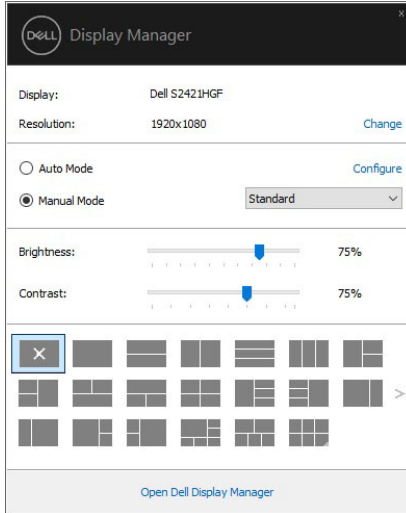 x
DELL Display Manager
Display: Dell S2421HGF
Resolution: 1920x1080 Change
Auto Mode Configure
Manual Mode Standard
Brightness: 75%
Contrast: 75%
Open Dell Display Manager